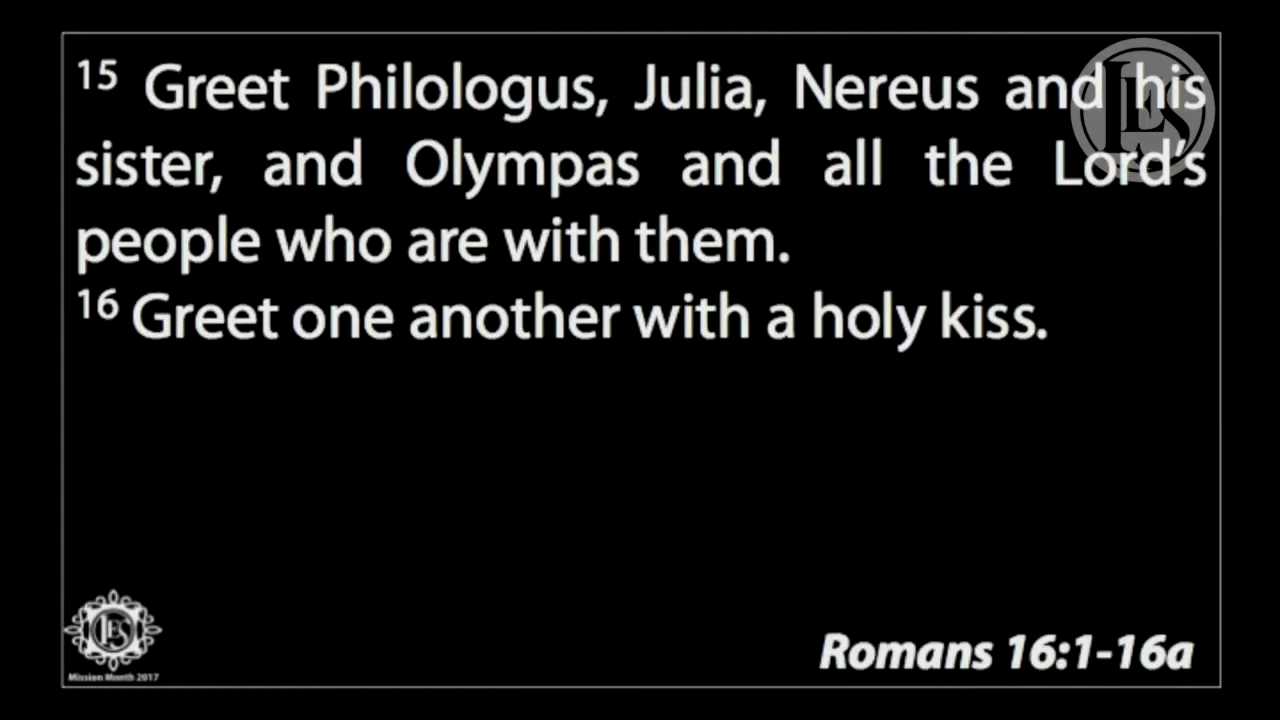 15 Greet Philologus, Julia, Nereus and his
sister, and Olympas and all the Lord's
people who are with them.
16 Greet one another with a holy kiss.
Romans 16:1-16a
Mission Month 2017